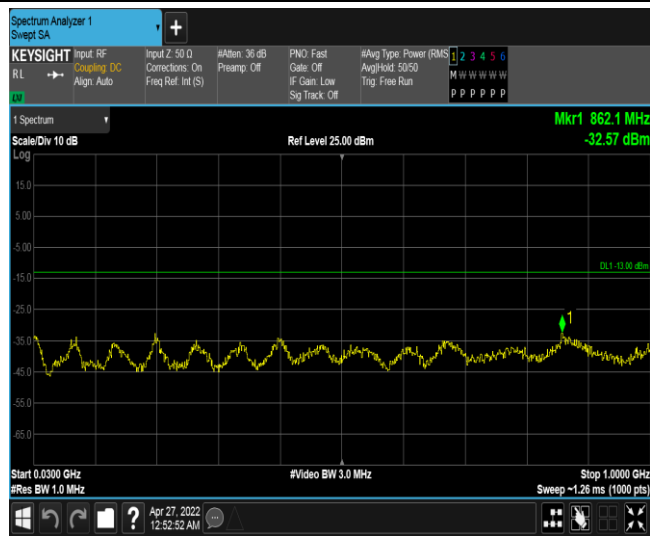 Spectrum Analyzer 1
Swept SA
+
KEYSIGHT
RL
Input: RF
Coupling: DC
Align: Auto
Input Z: 50 Ω
Corrections: On
Freq Ref: Int (S)
#Atten: 36 dB
Preamp: Off
PNO: Fast
Gate: Off
IF Gain: Low
Sig Track: Off
#Avg Type: Power (RMS
Avg|Hold: 50/50
Trig: Free Run
1 2 3 4 5 6
M W W W W W
P P P P P P
1 Spectrum
Scale/Div 10 dB
Log
Ref Level 25.00 dBm
Mkr1 862.1 MHz
-32.57 dBm
15.0
5.00
-5.00
-15.0
-25.0
-35.0
-45.0
-55.0
-65.0
DL1 -13.00 dBm
1
Start 0.0300 GHz
#Res BW 1.0 MHz
#Video BW 3.0 MHz
Stop 1.0000 GHz
Sweep ~1.26 ms (1000 pts)
?
Apr 27, 2022
12:52:52 AM